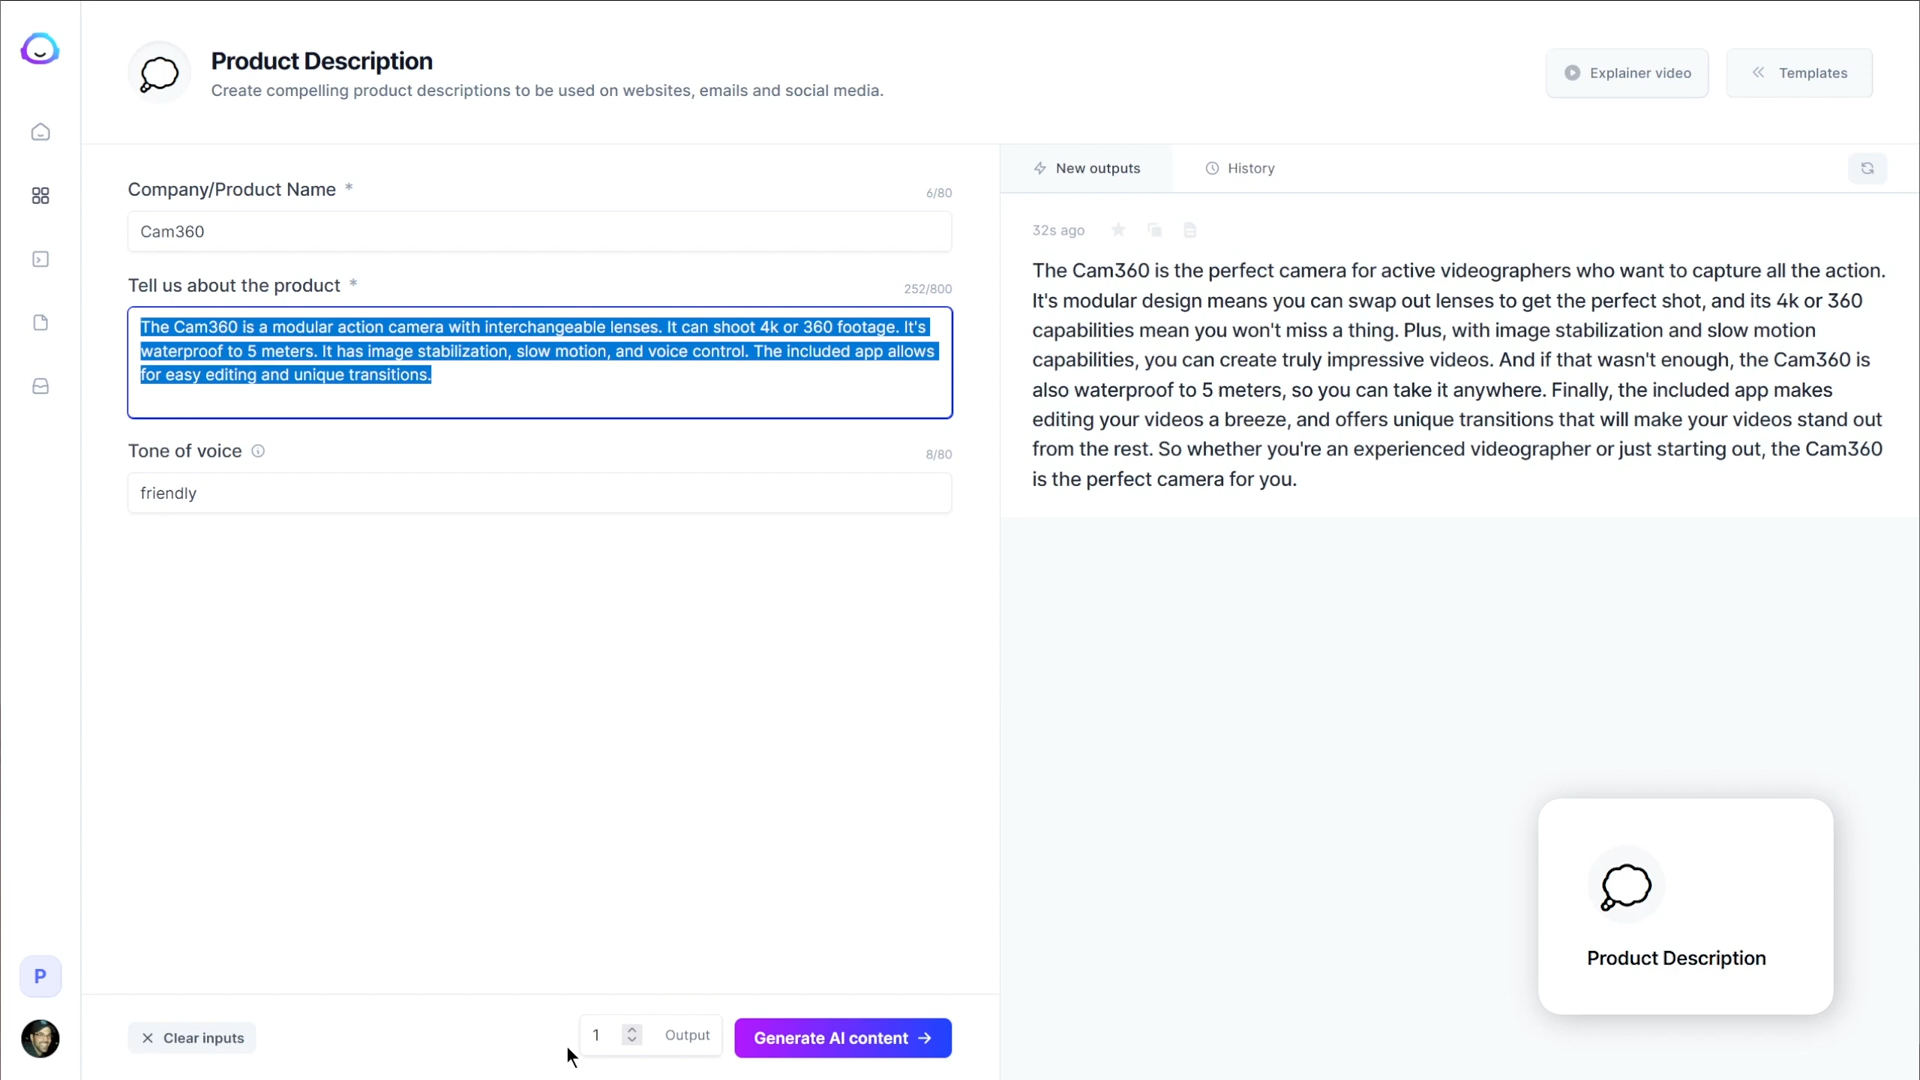 Product Description
Create compelling product descriptions to be used on websites, emails and social media.
Explainer video
Templates
Company/Product Name *
6/80
Cam360
Tell us about the product *
252/800
The Cam360 is a modular action camera with interchangeable lenses. It can shoot 4k or 360 footage. It's
waterproof to 5 meters. It has image stabilization, slow motion, and voice control. The included app allows
for easy editing and unique transitions.
Tone of voice
8/80
friendly
New outputs
History
32s ago
The Cam360 is the perfect camera for active videographers who want to capture all the action.
It's modular design means you can swap out lenses to get the perfect shot, and its 4k or 360
capabilities mean you won't miss a thing. Plus, with image stabilization and slow motion
capabilities, you can create truly impressive videos. And if that wasn't enough, the Cam360 is
also waterproof to 5 meters, so you can take it anywhere. Finally, the included app makes
editing your videos a breeze, and offers unique transitions that will make your videos stand out
from the rest. So whether you're an experienced videographer or just starting out, the Cam360
is the perfect camera for you.
Product Description
P
Clear inputs
1
Output
Generate AI content